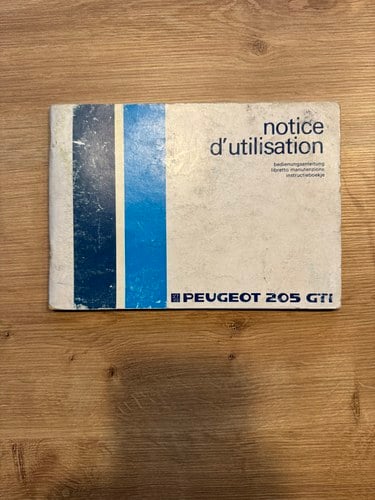 notice
d'utilisation
bedienungsanleitung
libretto manutenzione
instructieboekje
PEUGEOT 205 GTI